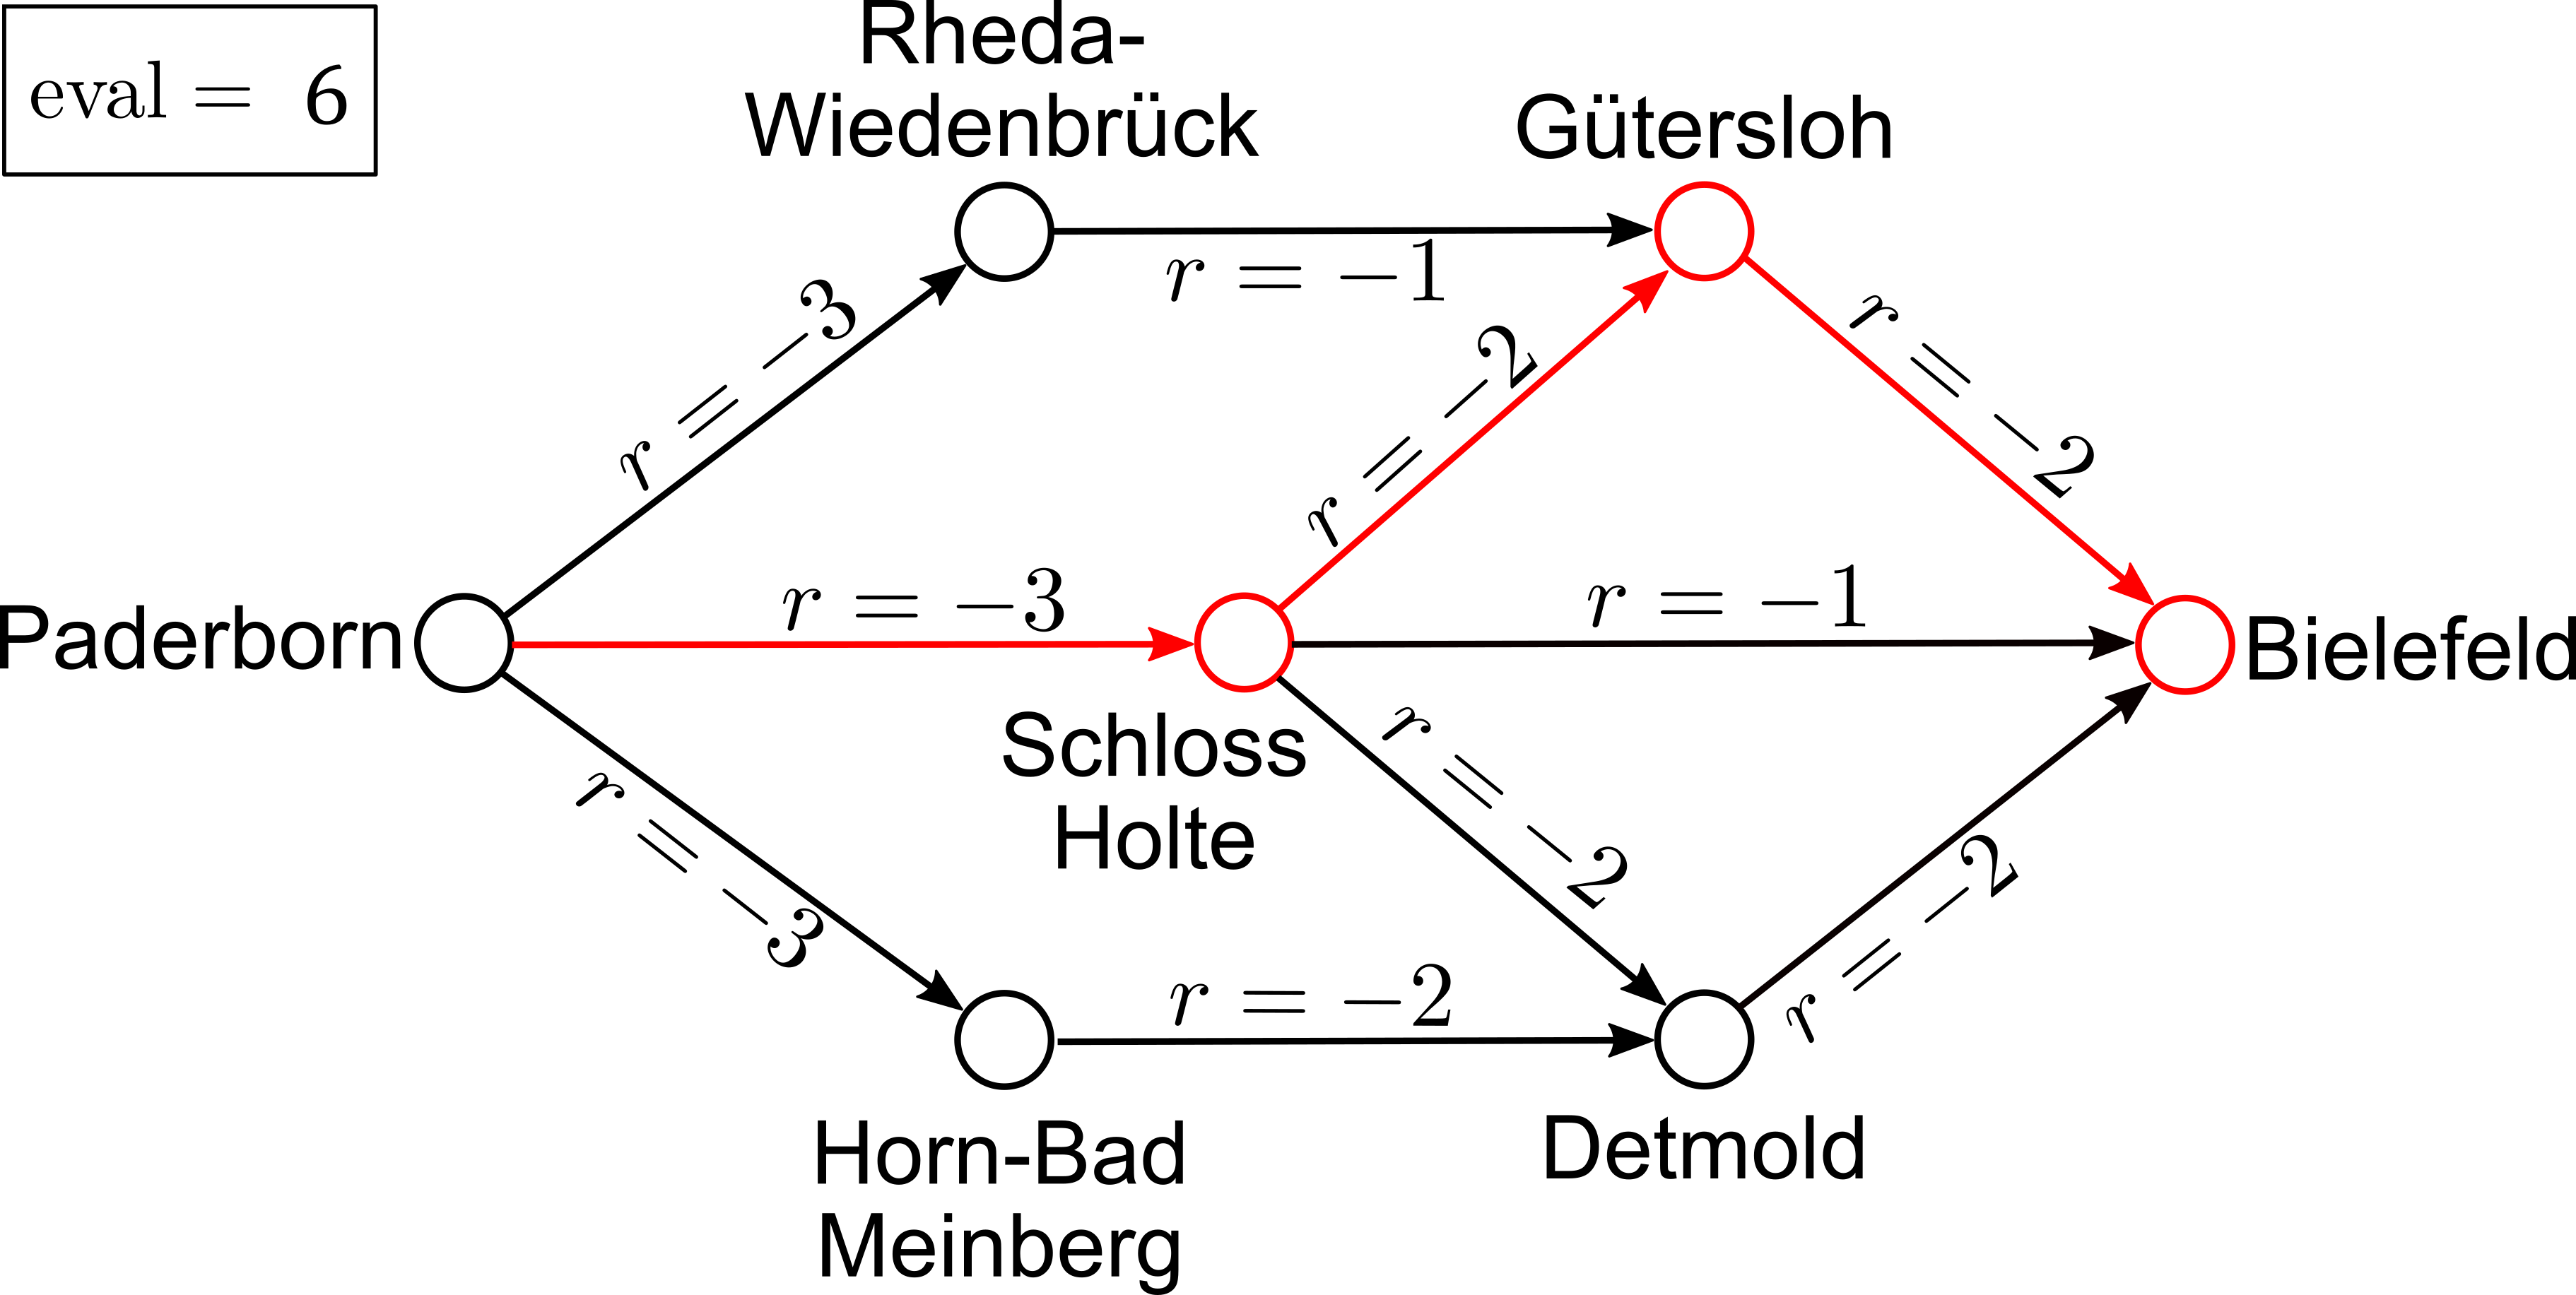 eval = 6
Rheda-
Wiedenbrück
Gütersloh
r = −3
r = −1
r = −2
r = −2
Paderborn
r = −3
r = −1
Bielefeld
Schloss
Holte
r = −3
r = −2
r = −2
r = −2
Horn-Bad
Meinberg
Detmold